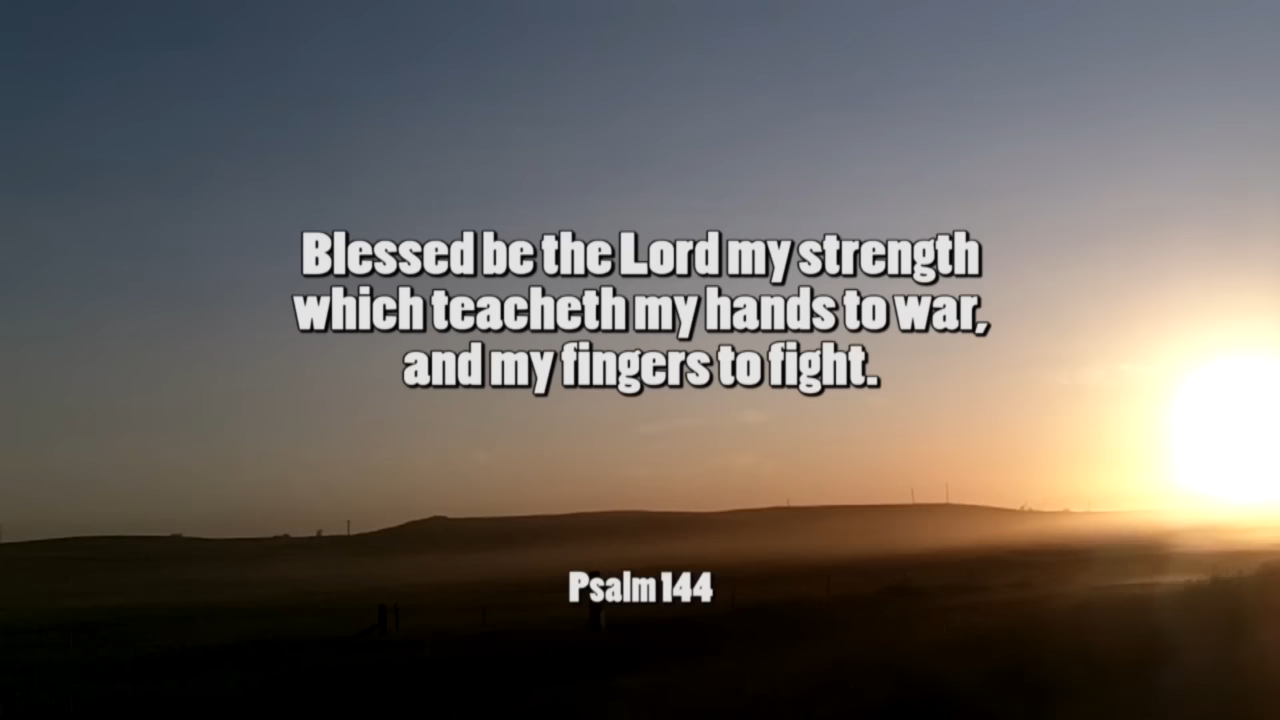 Blessed be the Lord my strength
which teacheth my hands to war,
and my fingers to fight.
Psalm 144